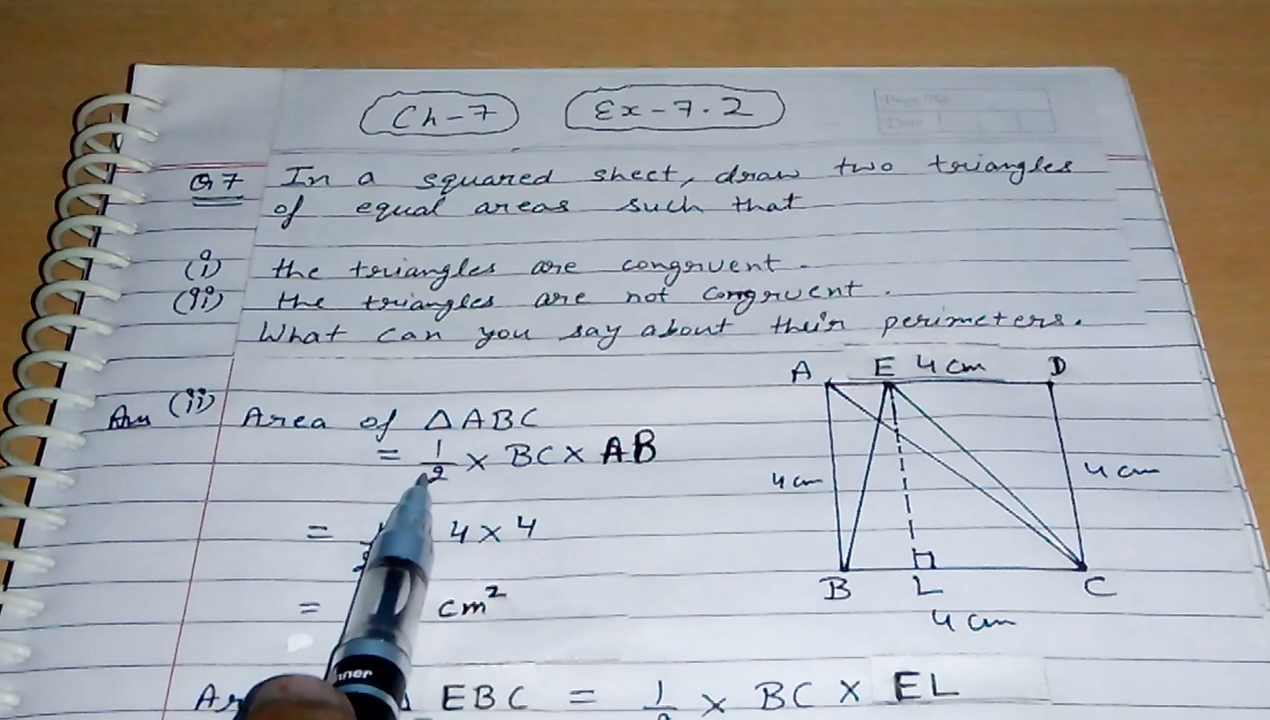 Ch-7 Ex-7.2
Q7 In a squared sheet, draw two triangles
of equal areas such that
(i) the triangles are congruent.
(ii) the triangles are not congruent.
What can you say about their perimeters.
Ans (ii) Area of △ABC
= 1/2 × BC × AB
= 4 × 4
= cm²
EBC = 1/2 × BC × EL
A E 4 cm D
4 cm 4 cm
B L C
4 cm
nner